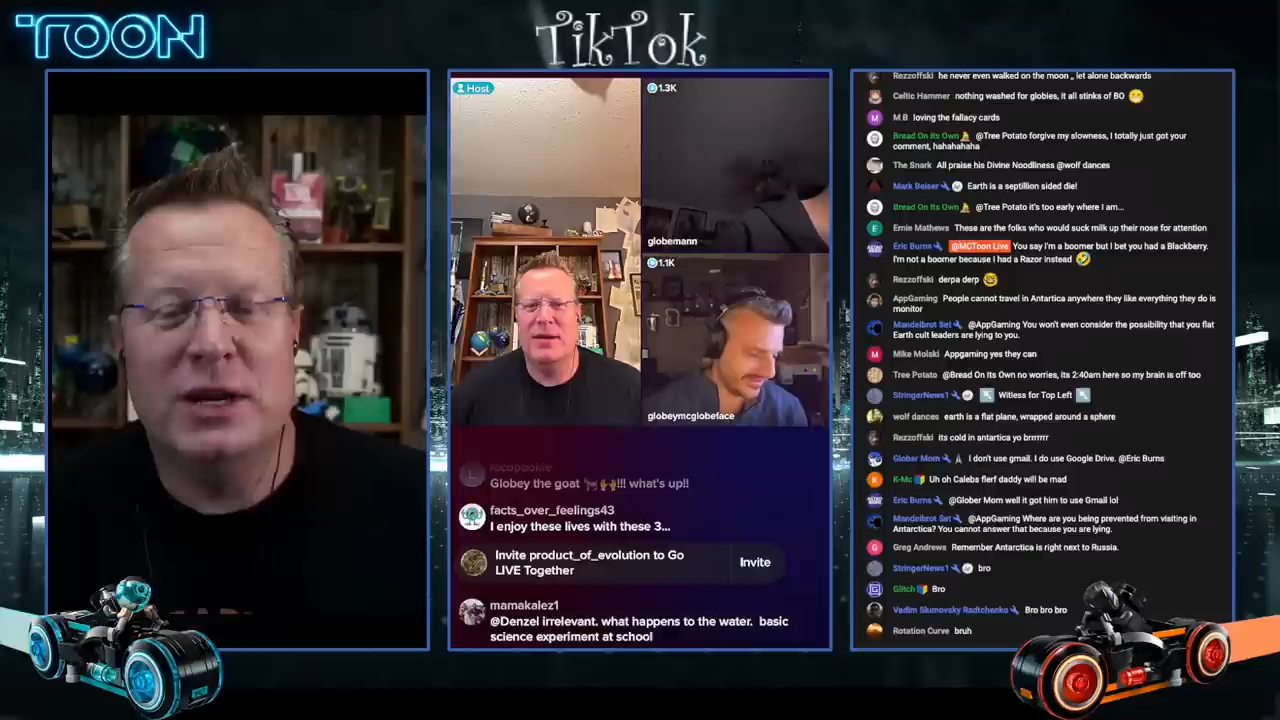 TOON
TikTok
Host
1.3K
globemann
1.1K
globeymcglobeface
rocopookie
Globey the goat 🐐🙌!!! what's up!!
facts_over_feelings43
I enjoy these lives with these 3...
Invite product_of_evolution to Go
LIVE Together
Invite
mamakalez1
@Denzel irrelevant. what happens to the water. basic
science experiment at school
Rezzoffski he never even walked on the moon ,, let alone backwards
Celtic Hammer nothing washed for globies, it all stinks of BO 😁
M B loving the fallacy cards
Bread On Its Own @Tree Potato forgive my slowness, I totally just got your
comment, hahahahaha
The Snark All praise his Divine Noodliness @wolf dances
Mark Beiser Earth is a septillion sided die!
Bread On Its Own @Tree Potato it's too early where I am...
Ernie Mathews These are the folks who would suck milk up their nose for attention
Eric Burns @MCToon Live You say I'm a boomer but I bet you had a Blackberry.
I'm not a boomer because I had a Razor instead 🤣
Rezzoffski derpa derp 🤓
AppGaming People cannot travel in Antartica anywhere they like everything they do is
monitor
Mandelbrot Set @AppGaming You won't even consider the possibility that you flat
Earth cult leaders are lying to you.
Mike Molski Appgaming yes they can
Tree Potato @Bread On Its Own no worries, its 2:40am here so my brain is off too
StringerNews1 ↖️ Witless for Top Left ↖️
wolf dances earth is a flat plane, wrapped around a sphere
Rezzoffski its cold in antartica yo brrrrrr
Glober Mom I don't use gmail. I do use Google Drive. @Eric Burns
K-Mc Uh oh Calebs flerf daddy will be mad
Eric Burns @Glober Mom well it got him to use Gmail lol
Mandelbrot Set @AppGaming Where are you being prevented from visiting in
Antarctica? You cannot answer that because you are lying.
Greg Andrews Remember Antarctica is right next to Russia.
StringerNews1 bro
Glitch Bro
Vadim Slumovsky Radtchenko Bro bro bro
Rotation Curve bruh